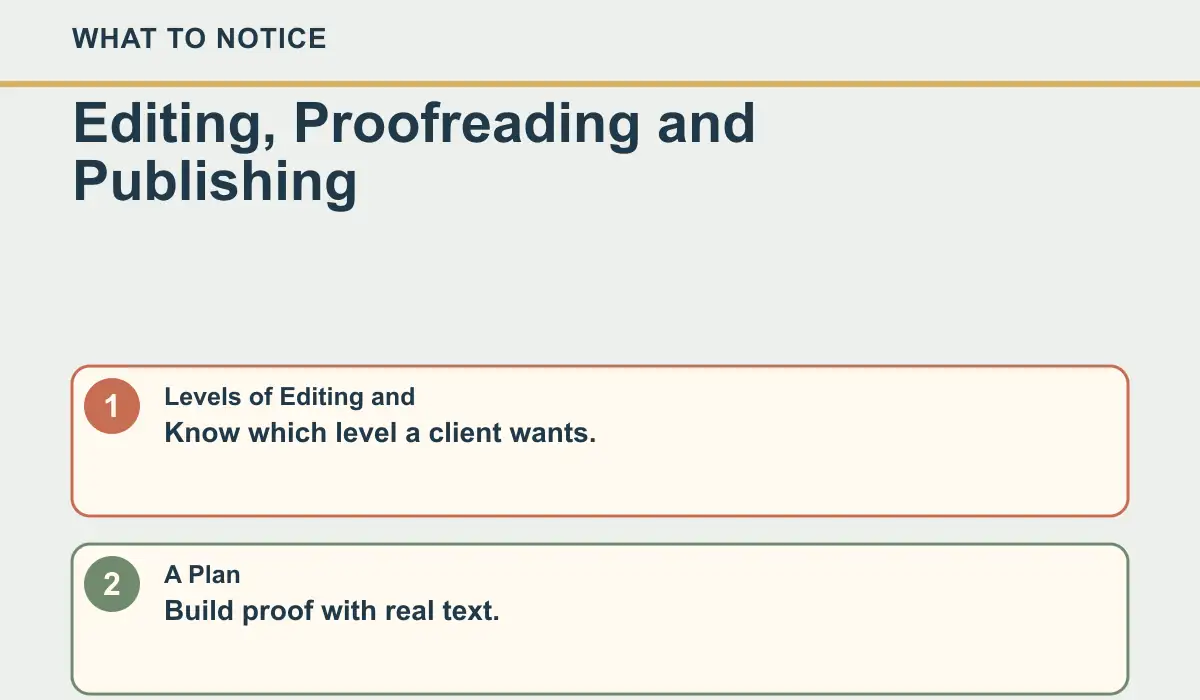 WHAT TO NOTICE
Editing, Proofreading and
Publishing
1
Levels of Editing and
Know which level a client wants.
2
A Plan
Build proof with real text.